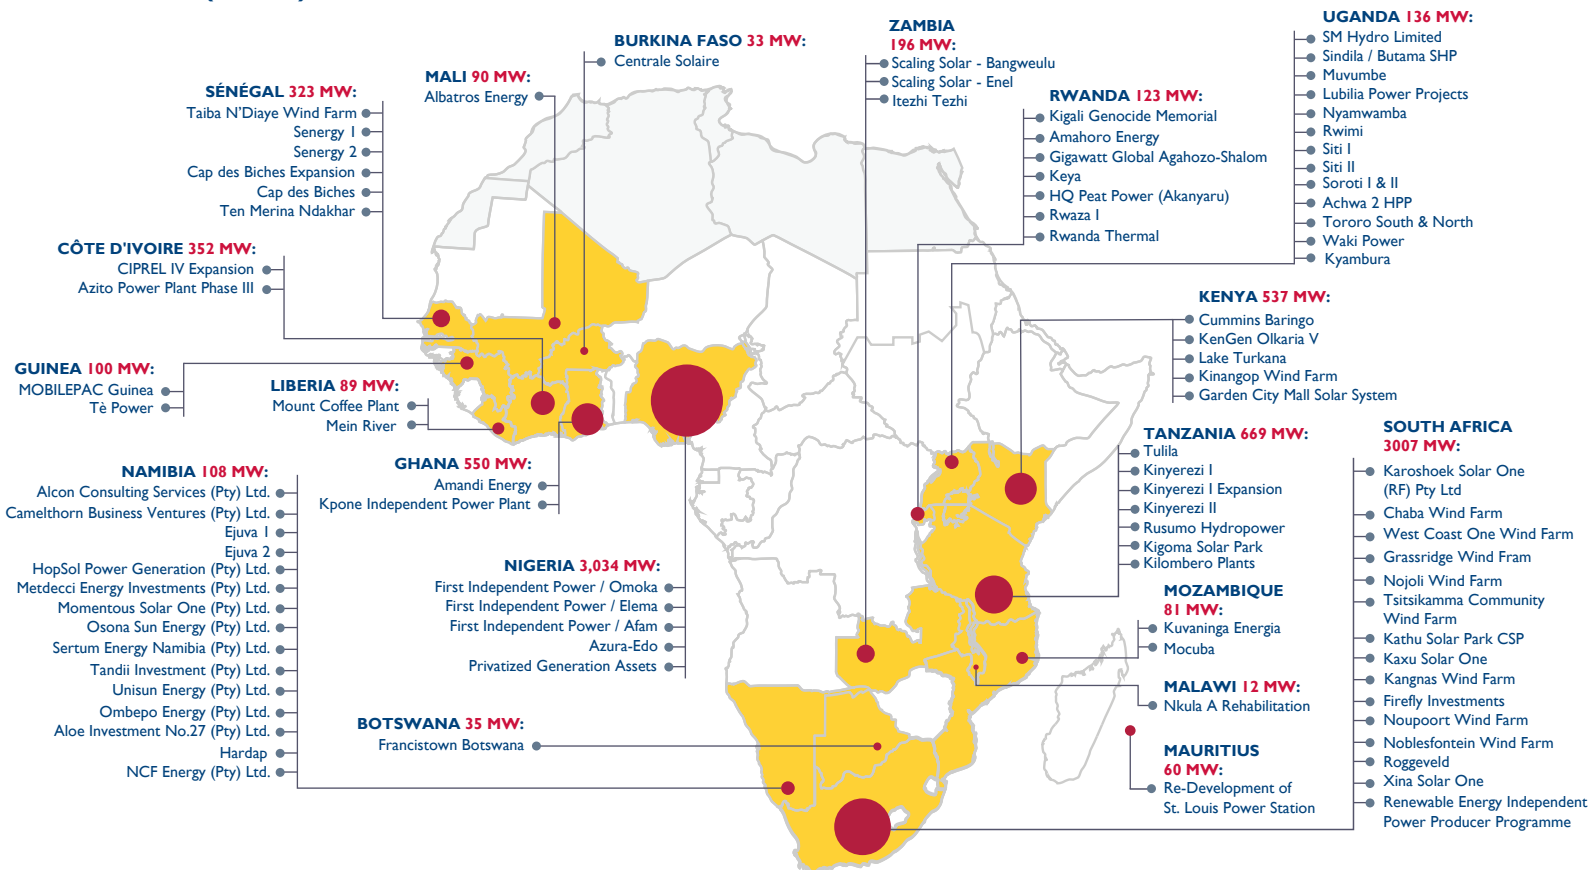 BURKINA FASO 33 MW:
Centrale Solaire
MALI 90 MW:
Albatros Energy
SÉNÉGAL 323 MW:
Taiba N'Diaye Wind Farm
Senergy 1
Senergy 2
Cap des Biches Expansion
Cap des Biches
Ten Merina Ndakhar
CÔTE D'IVOIRE 352 MW:
CIPREL IV Expansion
Azito Power Plant Phase III
GUINEA 100 MW:
MOBILEPAC Guinea
Tè Power
LIBERIA 89 MW:
Mount Coffee Plant
Mein River
GHANA 550 MW:
Amandi Energy
Kpone Independent Power Plant
NAMIBIA 108 MW:
Alcon Consulting Services (Pty) Ltd.
Camelthorn Business Ventures (Pty) Ltd.
Ejuva 1
Ejuva 2
HopSol Power Generation (Pty) Ltd.
Metdecci Energy Investments (Pty) Ltd.
Momentous Solar One (Pty) Ltd.
Osona Sun Energy (Pty) Ltd.
Sertum Energy Namibia (Pty) Ltd.
Tandii Investment (Pty) Ltd.
Unisun Energy (Pty) Ltd.
Ombepo Energy (Pty) Ltd.
Aloe Investment No.27 (Pty) Ltd.
Hardap
NCF Energy (Pty) Ltd.
NIGERIA 3,034 MW:
First Independent Power / Omoka
First Independent Power / Elema
First Independent Power / Afam
Azura-Edo
Privatized Generation Assets
BOTSWANA 35 MW:
Francistown Botswana
ZAMBIA
196 MW:
Scaling Solar - Bangweulu
Scaling Solar - Enel
Itezhi Tezhi
RWANDA 123 MW:
Kigali Genocide Memorial
Amahoro Energy
Gigawatt Global Agahozo-Shalom
Keya
HQ Peat Power (Akanyaru)
Rwaza I
Rwanda Thermal
UGANDA 136 MW:
SM Hydro Limited
Sindila / Butama SHP
Muvumbe
Lubilia Power Projects
Nyamwamba
Rwimi
Siti I
Siti II
Soroti I & II
Achwa 2 HPP
Tororo South & North
Waki Power
Kyambura
KENYA 537 MW:
Cummins Baringo
KenGen Olkaria V
Lake Turkana
Kinangop Wind Farm
Garden City Mall Solar System
TANZANIA 669 MW:
Tulila
Kinyerezi I
Kinyerezi I Expansion
Kinyerezi II
Rusumo Hydropower
Kigoma Solar Park
Kilombero Plants
MOZAMBIQUE
81 MW:
Kuvaninga Energia
Mocuba
MALAWI 12 MW:
Nkula A Rehabilitation
MAURITIUS
60 MW:
Re-Development of
St. Louis Power Station
SOUTH AFRICA
3007 MW:
Karoshoek Solar One
(RF) Pty Ltd
Chaba Wind Farm
West Coast One Wind Farm
Grassridge Wind Fram
Nojoli Wind Farm
Tsitsikamma Community
Wind Farm
Kathu Solar Park CSP
Kaxu Solar One
Kangnas Wind Farm
Firefly Investments
Noupoort Wind Farm
Noblesfontein Wind Farm
Roggeveld
Xina Solar One
Renewable Energy Independent
Power Producer Programme